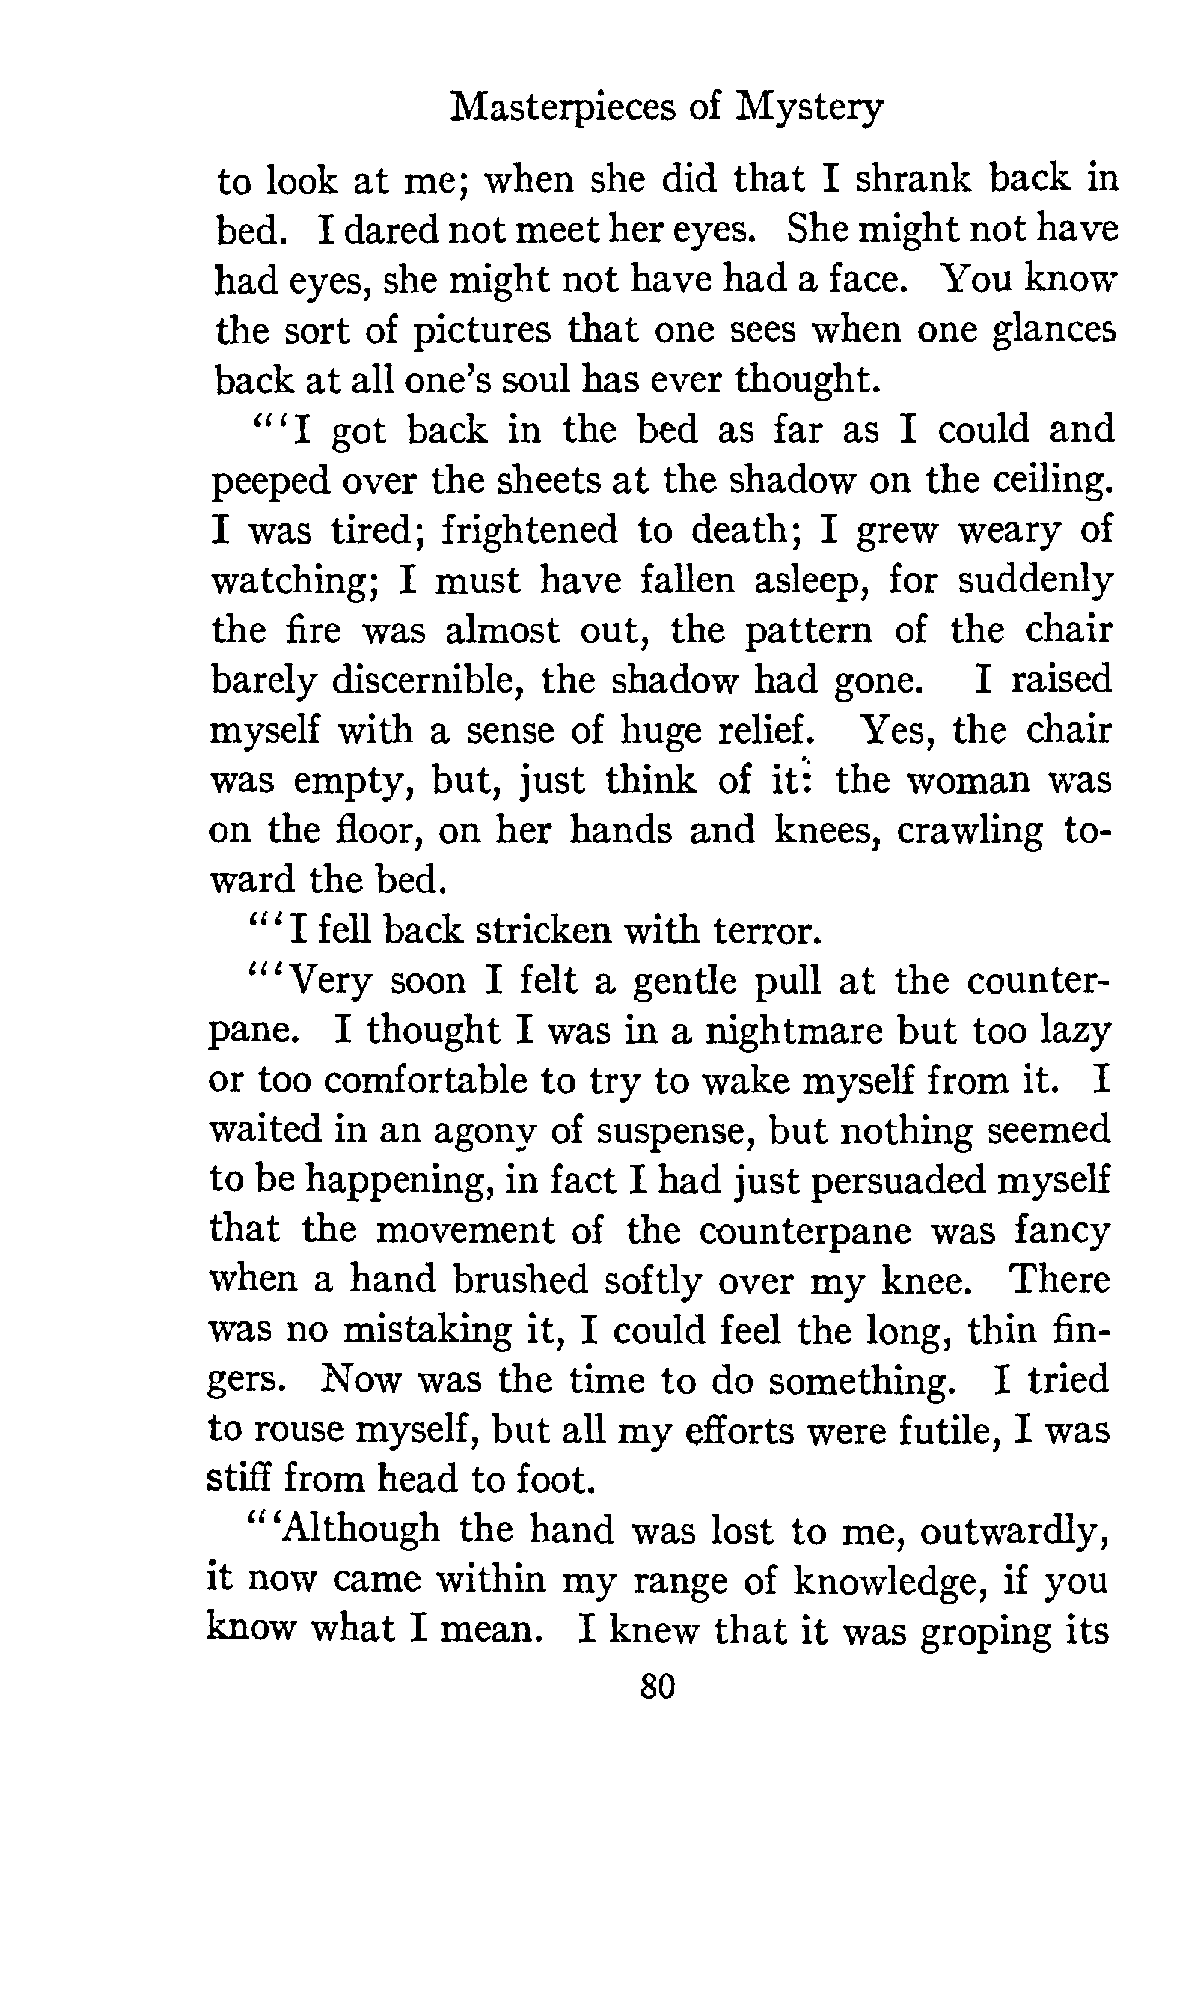 Masterpieces of Mystery
to look at me; when she did that I shrank back in
bed. I dared not meet her eyes. She might not have
had eyes, she might not have had a face. You know
the sort of pictures that one sees when one glances
back at all one's soul has ever thought.
"'I got back in the bed as far as I could and
peeped over the sheets at the shadow on the ceiling.
I was tired; frightened to death; I grew weary of
watching; I must have fallen asleep, for suddenly
the fire was almost out, the pattern of the chair
barely discernible, the shadow had gone. I raised
myself with a sense of huge relief. Yes, the chair
was empty, but, just think of it: the woman was
on the floor, on her hands and knees, crawling to-
ward the bed.
"'I fell back stricken with terror.
"'Very soon I felt a gentle pull at the counter-
pane. I thought I was in a nightmare but too lazy
or too comfortable to try to wake myself from it. I
waited in an agony of suspense, but nothing seemed
to be happening, in fact I had just persuaded myself
that the movement of the counterpane was fancy
when a hand brushed softly over my knee. There
was no mistaking it, I could feel the long, thin fin-
gers. Now was the time to do something. I tried
to rouse myself, but all my efforts were futile, I was
stiff from head to foot.
"'Although the hand was lost to me, outwardly,
it now came within my range of knowledge, if you
know what I mean. I knew that it was groping its
80